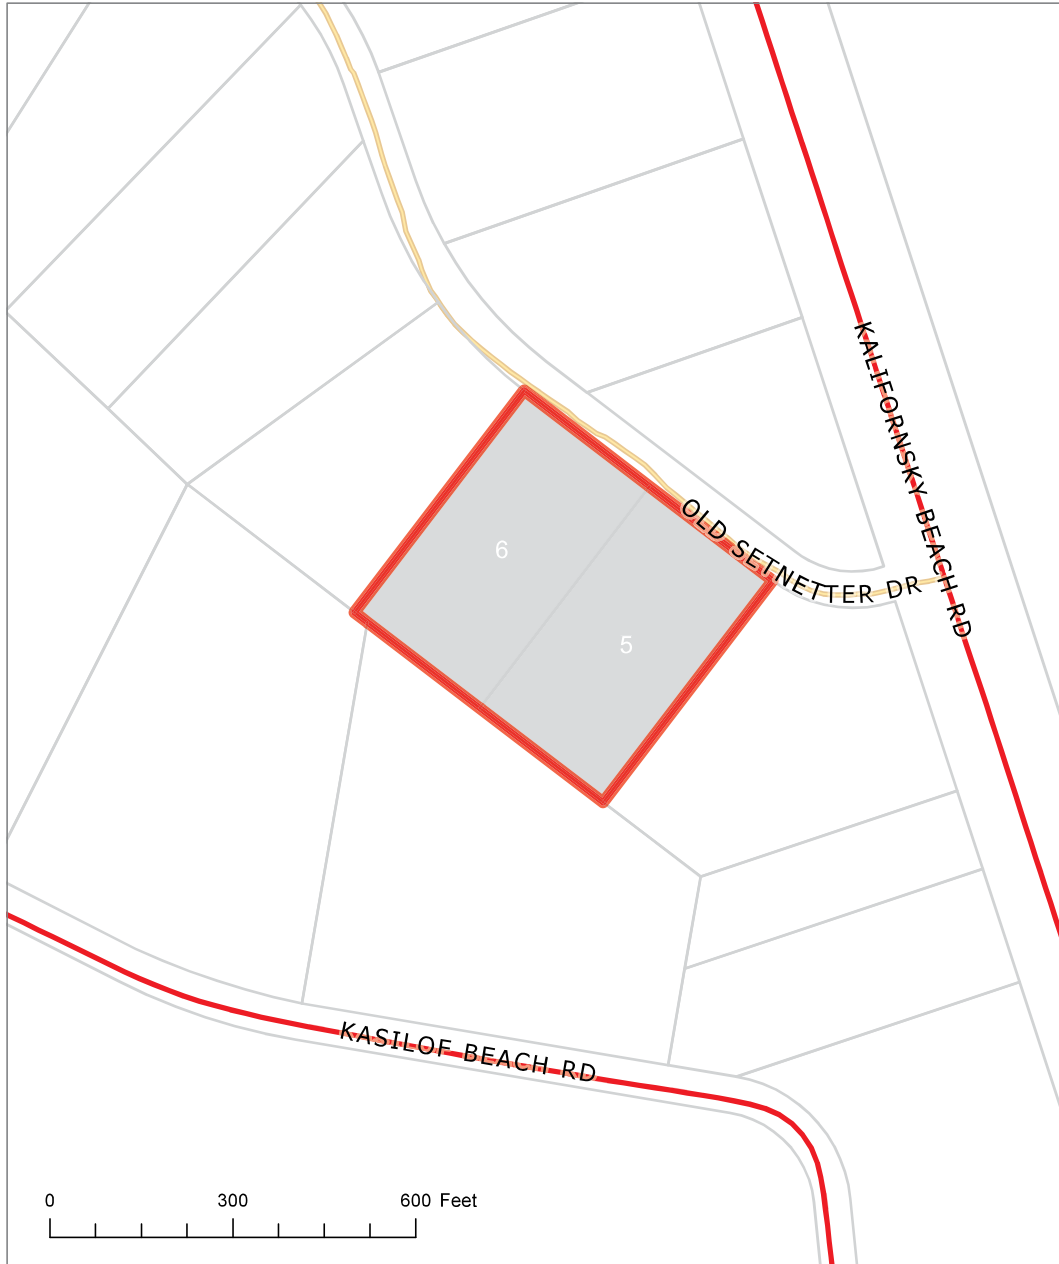 KALIFORNSKY BEACH RD
OLD SETNETTER DR
6
5
KASILOF BEACH RD
0 300 600 Feet